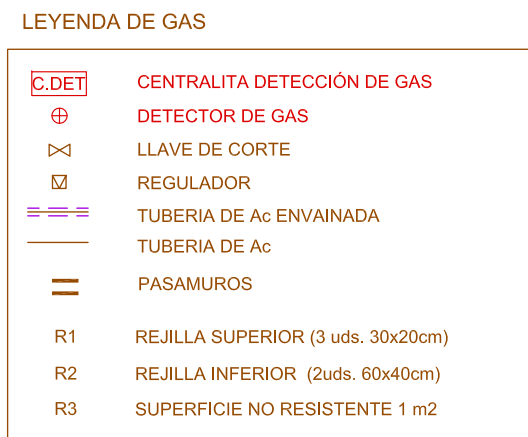 LEYENDA DE GAS
C.DET CENTRALITA DETECCIÓN DE GAS
DETECTOR DE GAS
LLAVE DE CORTE
REGULADOR
TUBERIA DE Ac ENVAINADA
TUBERIA DE Ac
PASAMUROS
R1 REJILLA SUPERIOR (3 uds. 30x20cm)
R2 REJILLA INFERIOR (2uds. 60x40cm)
R3 SUPERFICIE NO RESISTENTE 1 m2